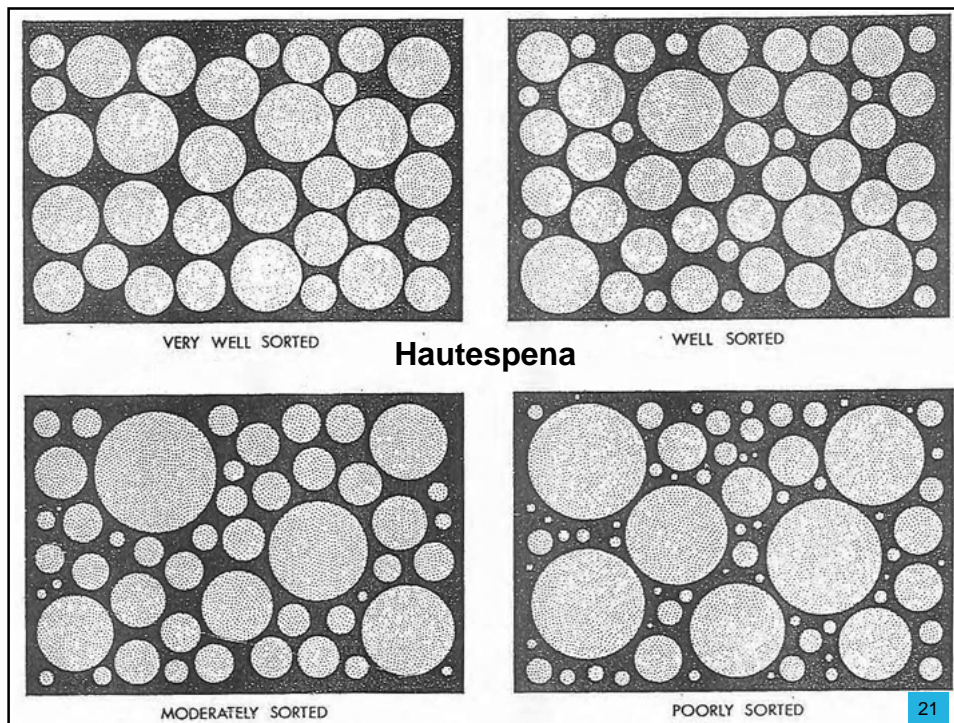 VERY WELL SORTED
WELL SORTED
Hautespena
MODERATELY SORTED
POORLY SORTED
21